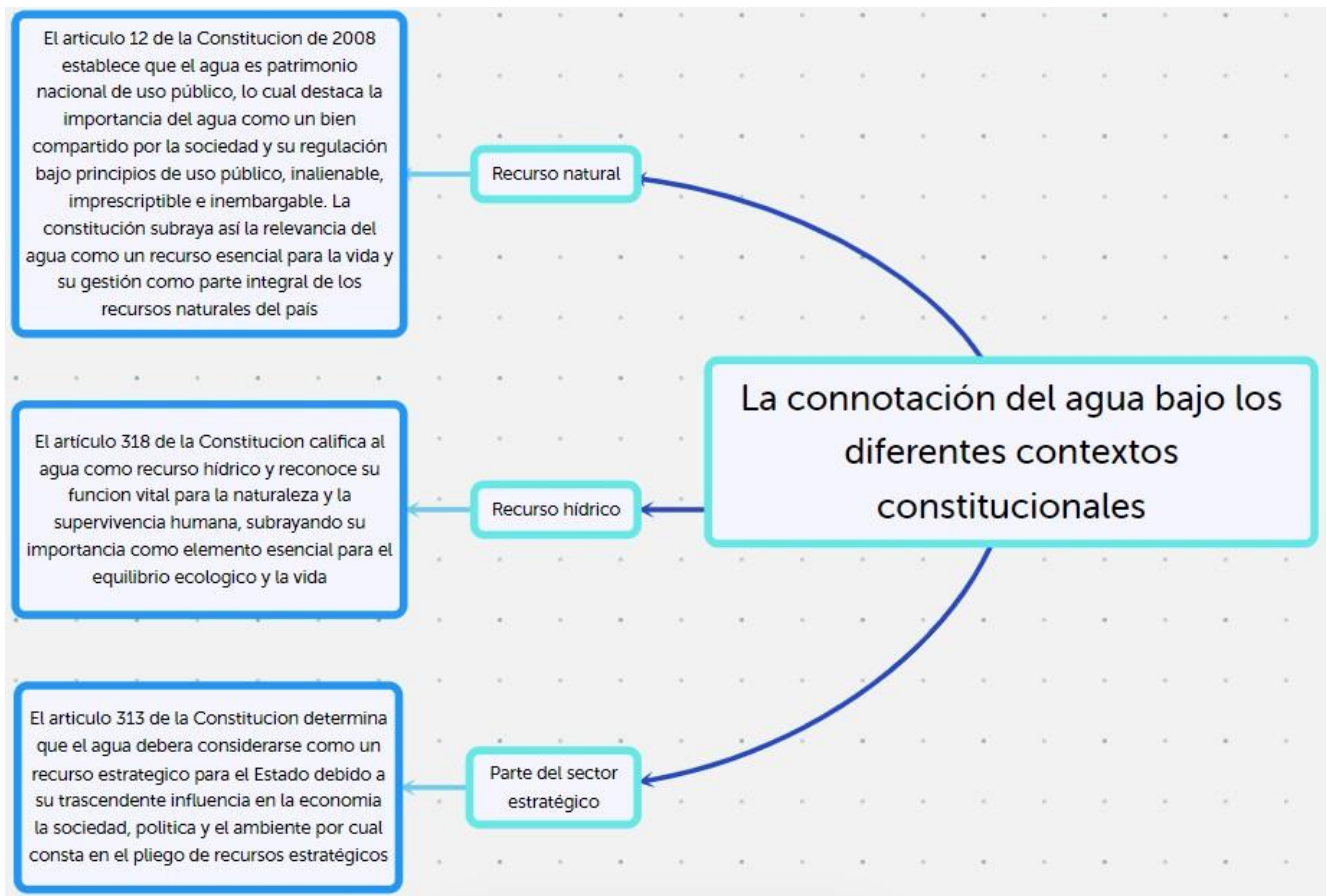 La connotación del agua bajo los
diferentes contextos
constitucionales
Recurso natural
El articulo 12 de la Constitucion de 2008
establece que el agua es patrimonio
nacional de uso público, lo cual destaca la
importancia del agua como un bien
compartido por la sociedad y su regulación
bajo principios de uso público, inalienable,
imprescriptible e inembargable. La
constitución subraya así la relevancia del
agua como un recurso esencial para la vida y
su gestión como parte integral de los
recursos naturales del país
Recurso hídrico
El artículo 318 de la Constitucion califica al
agua como recurso hídrico y reconoce su
funcion vital para la naturaleza y la
supervivencia humana, subrayando su
importancia como elemento esencial para el
equilibrio ecologico y la vida
Parte del sector
estratégico
El articulo 313 de la Constitucion determina
que el agua debera considerarse como un
recurso estrategico para el Estado debido a
su trascendente influencia en la economia
la sociedad, politica y el ambiente por cual
consta en el pliego de recursos estratégicos